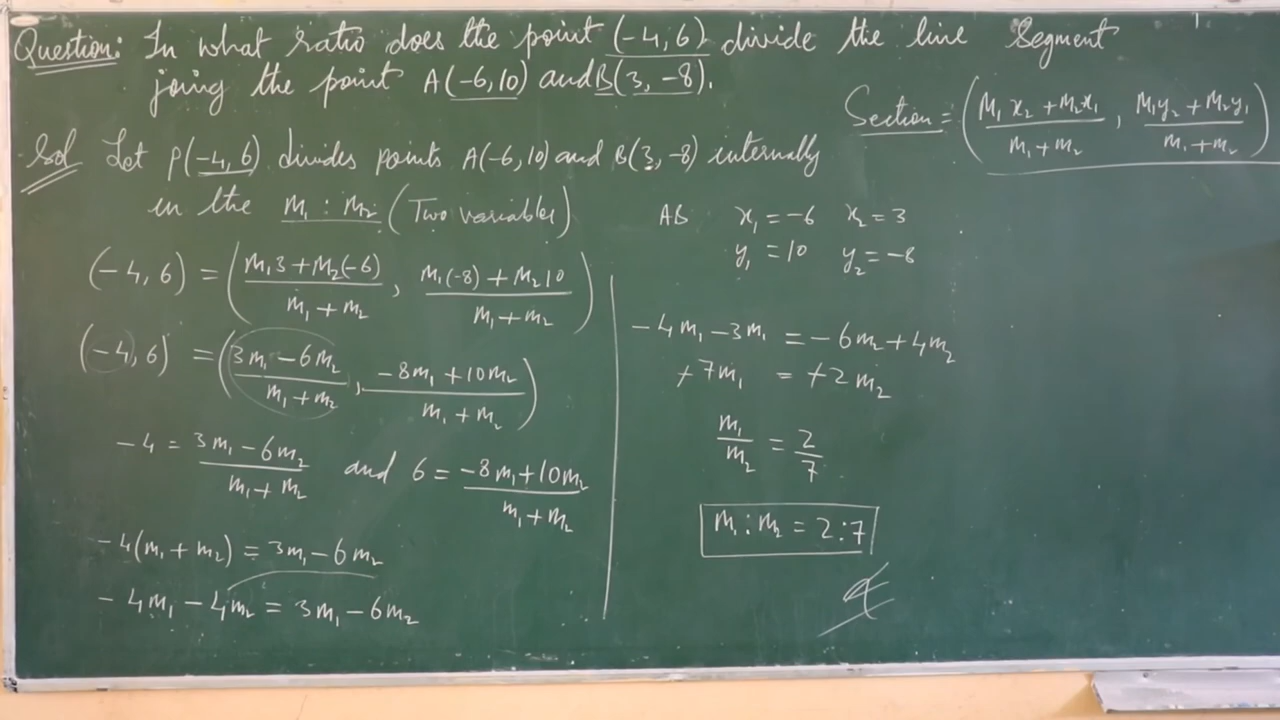 Question: In what ratio does the point (-4,6) divide the line Segment
joing the point A(-6,10) and B(3,-8).
Section = (M₁x₂ + M₂x₁ / m₁ + m₂ , M₁y₂ + M₂y₁ / m₁ + m₂)
Sol Let P(-4,6) divides points A(-6,10) and B(3,-8) internally
in the m₁ : m₂ (Two variables)
(-4,6) = (m₁3 + m₂(-6) / m₁ + m₂ , m₁(-8) + m₂10 / m₁ + m₂)
(-4,6) = (3m₁ - 6m₂ / m₁ + m₂ , -8m₁ + 10m₂ / m₁ + m₂)
-4 = 3m₁ - 6m₂ / m₁ + m₂ and 6 = -8m₁ + 10m₂ / m₁ + m₂
-4(m₁ + m₂) = 3m₁ - 6m₂
-4m₁ - 4m₂ = 3m₁ - 6m₂
AB x₁ = -6 x₂ = 3
y₁ = 10 y₂ = -8
-4m₁ - 3m₁ = -6m₂ + 4m₂
+7m₁ = +2m₂
m₁ / m₂ = 2 / 7
m₁ : m₂ = 2:7